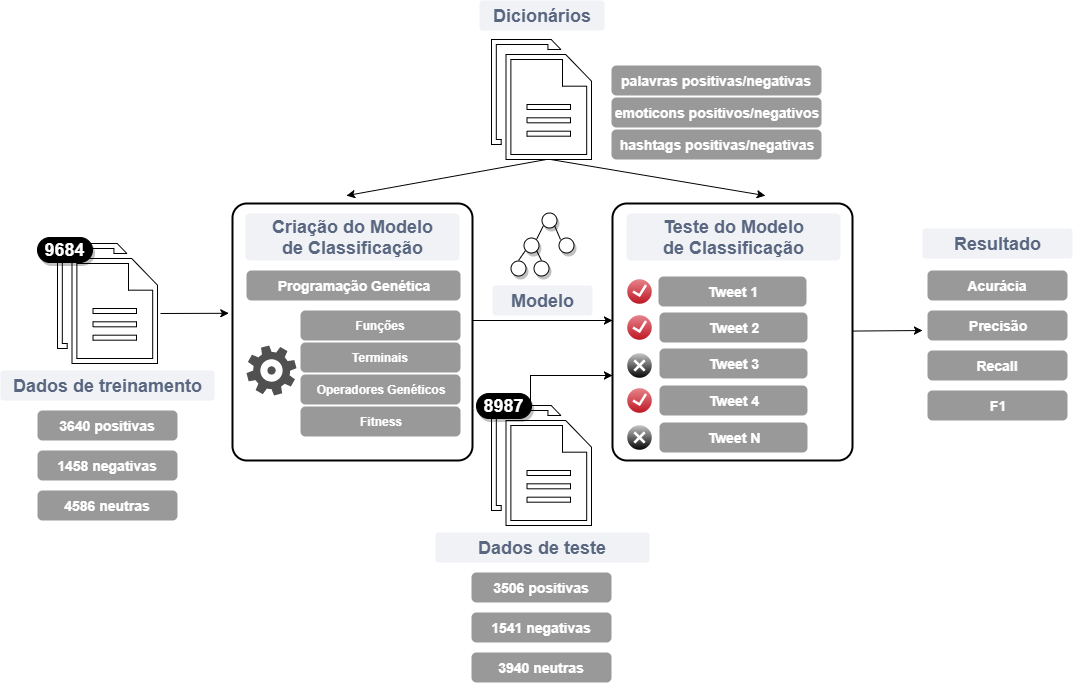 Dicionários
palavras positivas/negativas
emoticons positivos/negativos
hashtags positivas/negativas
9684
Dados de treinamento
3640 positivas
1458 negativas
4586 neutras
Criação do Modelo
de Classificação
Programação Genética
Funções
Terminais
Operadores Genéticos
Fitness
Modelo
8987
Dados de teste
3506 positivas
1541 negativas
3940 neutras
Teste do Modelo
de Classificação
Tweet 1
Tweet 2
Tweet 3
Tweet 4
Tweet N
Resultado
Acurácia
Precisão
Recall
F1